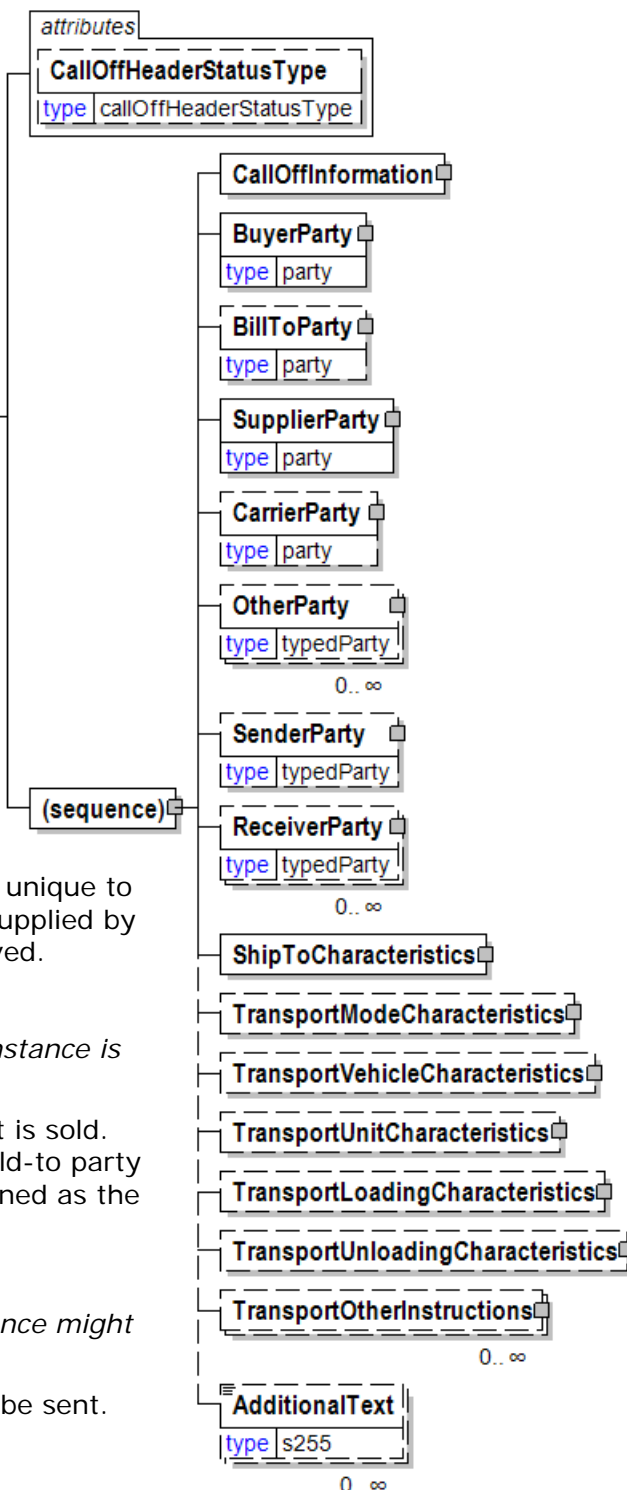 attributes
CallOffHeaderStatusType
type callOffHeaderStatusType
CallOffInformation
BuyerParty
type party
BillToParty
type party
SupplierParty
type party
CarrierParty
type party
OtherParty
type typedParty
0.. ∞
SenderParty
type typedParty
(sequence)
ReceiverParty
type typedParty
0.. ∞
unique to
supplied by
ShipToCharacteristics
TransportModeCharacteristics
nstance is
TransportVehicleCharacteristics
t is sold.
TransportUnitCharacteristics
ld-to party
TransportLoadingCharacteristics
ned as the
TransportUnloadingCharacteristics
TransportOtherInstructions
nce might
0.. ∞
be sent.
AdditionalText
type s255
0.. ∞